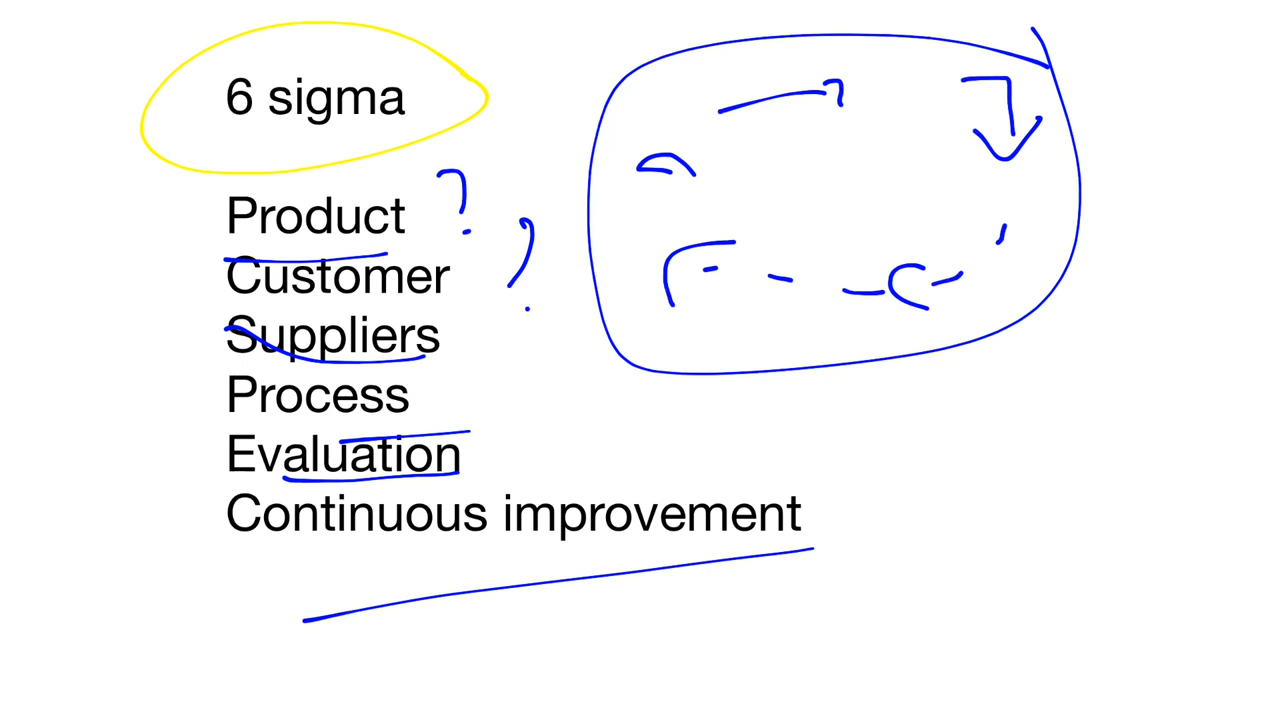 6 sigma
Product ?
Customer ?
Suppliers
Process
Evaluation
Continuous improvement